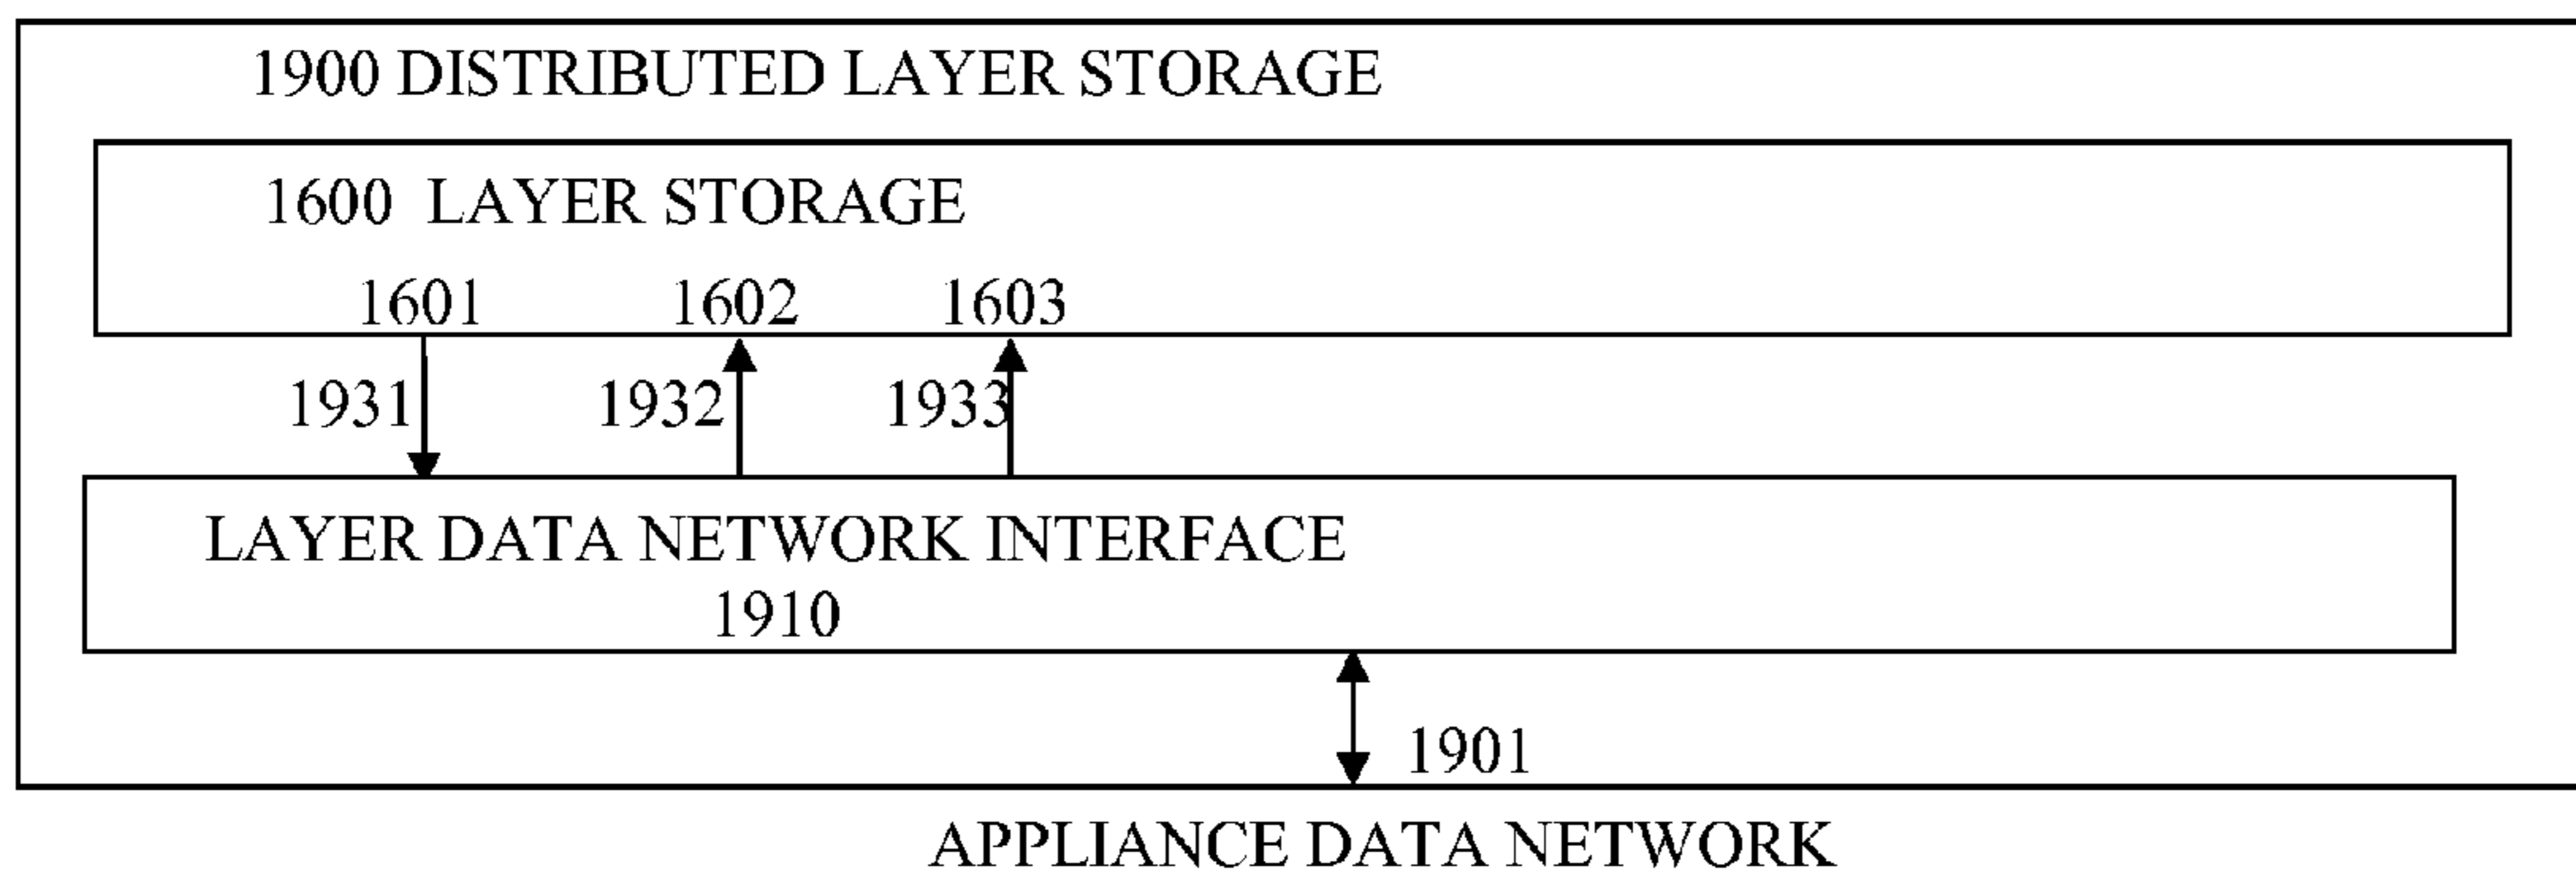 1900 DISTRIBUTED LAYER STORAGE
1600 LAYER STORAGE
1601 1602 1603
1931 1932 1933
LAYER DATA NETWORK INTERFACE
1910
1901
APPLIANCE DATA NETWORK